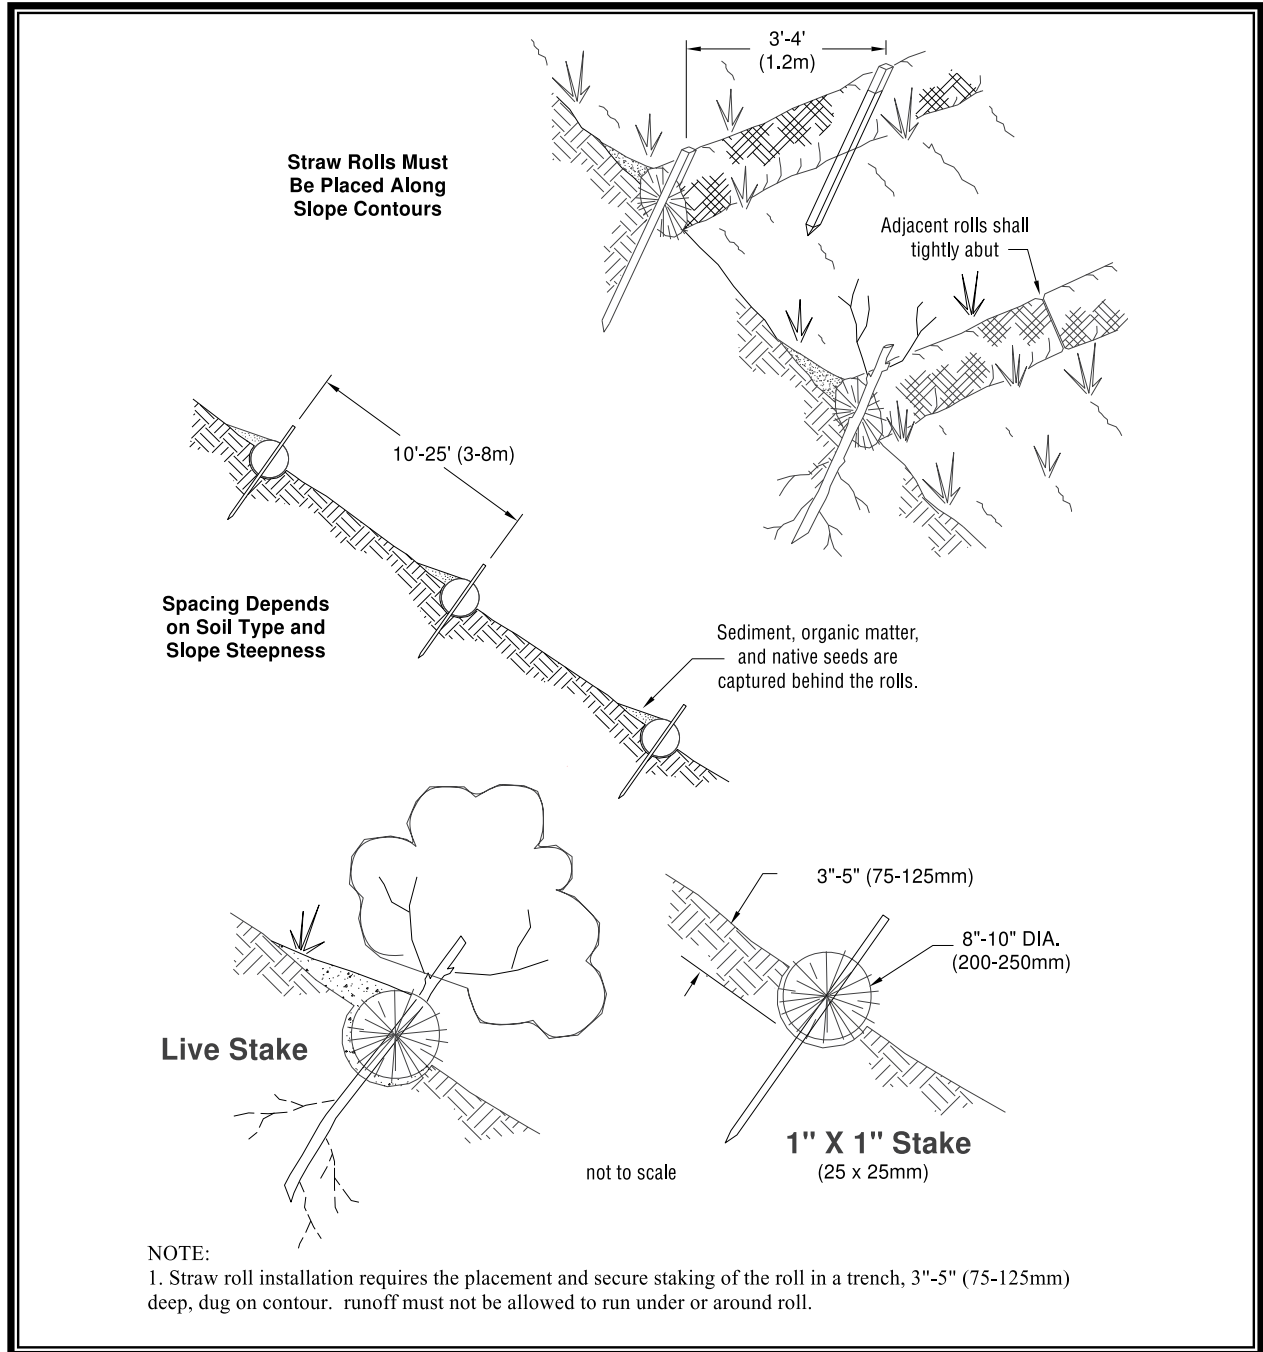 3'-4'
(1.2m)
Straw Rolls Must
Be Placed Along
Slope Contours
Adjacent rolls shall
tightly abut
10'-25' (3-8m)
Spacing Depends
on Soil Type and
Slope Steepness
Sediment, organic matter,
and native seeds are
captured behind the rolls.
3"-5" (75-125mm)
8"-10" DIA.
(200-250mm)
Live Stake
1" X 1" Stake
(25 x 25mm)
not to scale
NOTE:
1. Straw roll installation requires the placement and secure staking of the roll in a trench, 3"-5" (75-125mm)
deep, dug on contour. runoff must not be allowed to run under or around roll.